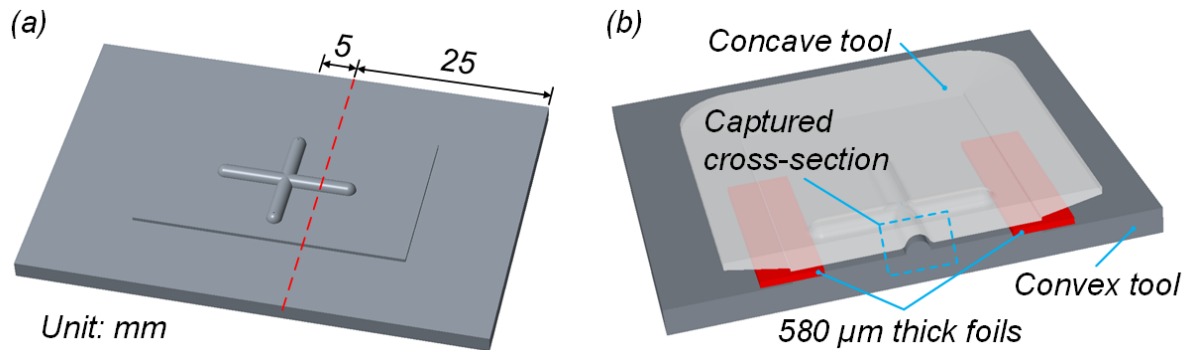 (a)
5
25
Unit: mm
(b)
Concave tool
Captured
cross-section
Convex tool
580 μm thick foils